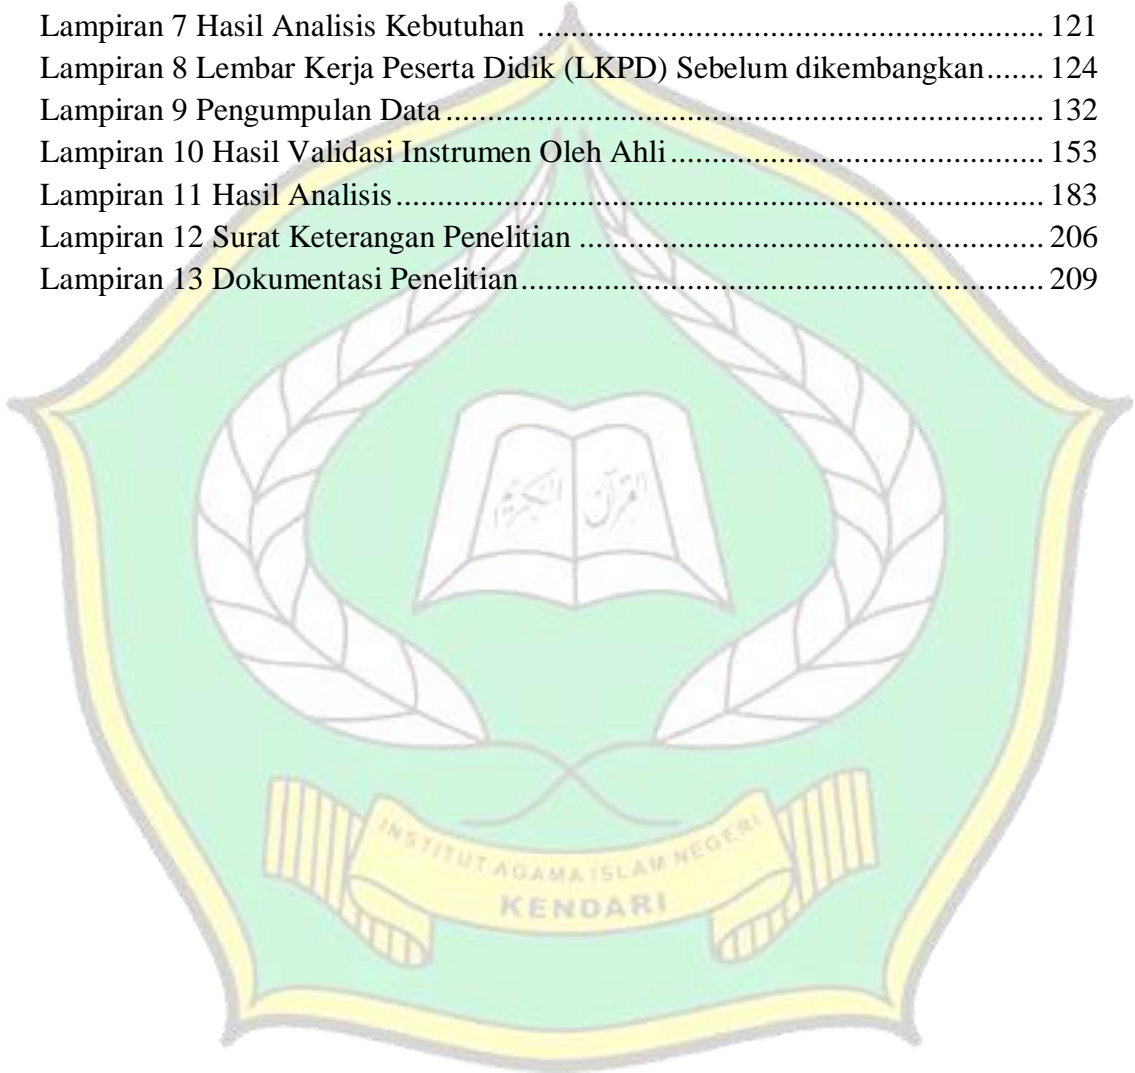 Lampiran 7 Hasil Analisis Kebutuhan ........................................................ 121
Lampiran 8 Lembar Kerja Peserta Didik (LKPD) Sebelum dikembangkan....... 124
Lampiran 9 Pengumpulan Data.................................................................... 132
Lampiran 10 Hasil Validasi Instrumen Oleh Ahli.......................................... 153
Lampiran 11 Hasil Analisis.......................................................................... 183
Lampiran 12 Surat Keterangan Penelitian ................................................... 206
Lampiran 13 Dokumentasi Penelitian........................................................... 209
القرآن الكريم
INSTITUT AGAMA ISLAM NEGERI
KENDARI